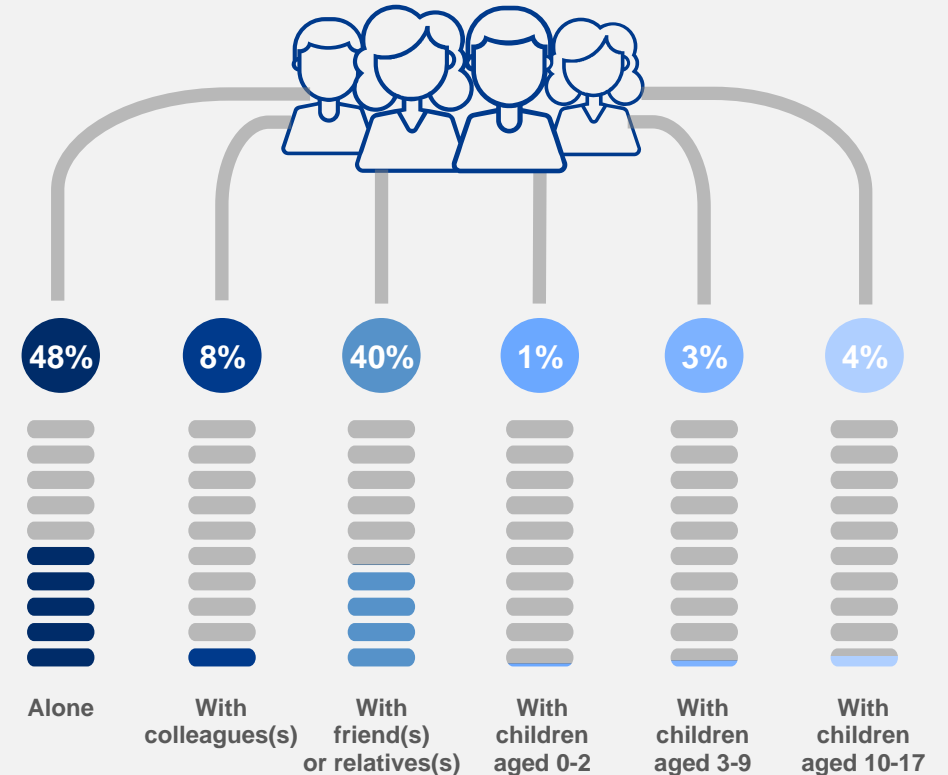 48%
8%
40%
1%
3%
4%
Alone
With
colleagues(s)
With
friend(s)
or relatives(s)
With
children
aged 0-2
With
children
aged 3-9
With
children
aged 10-17